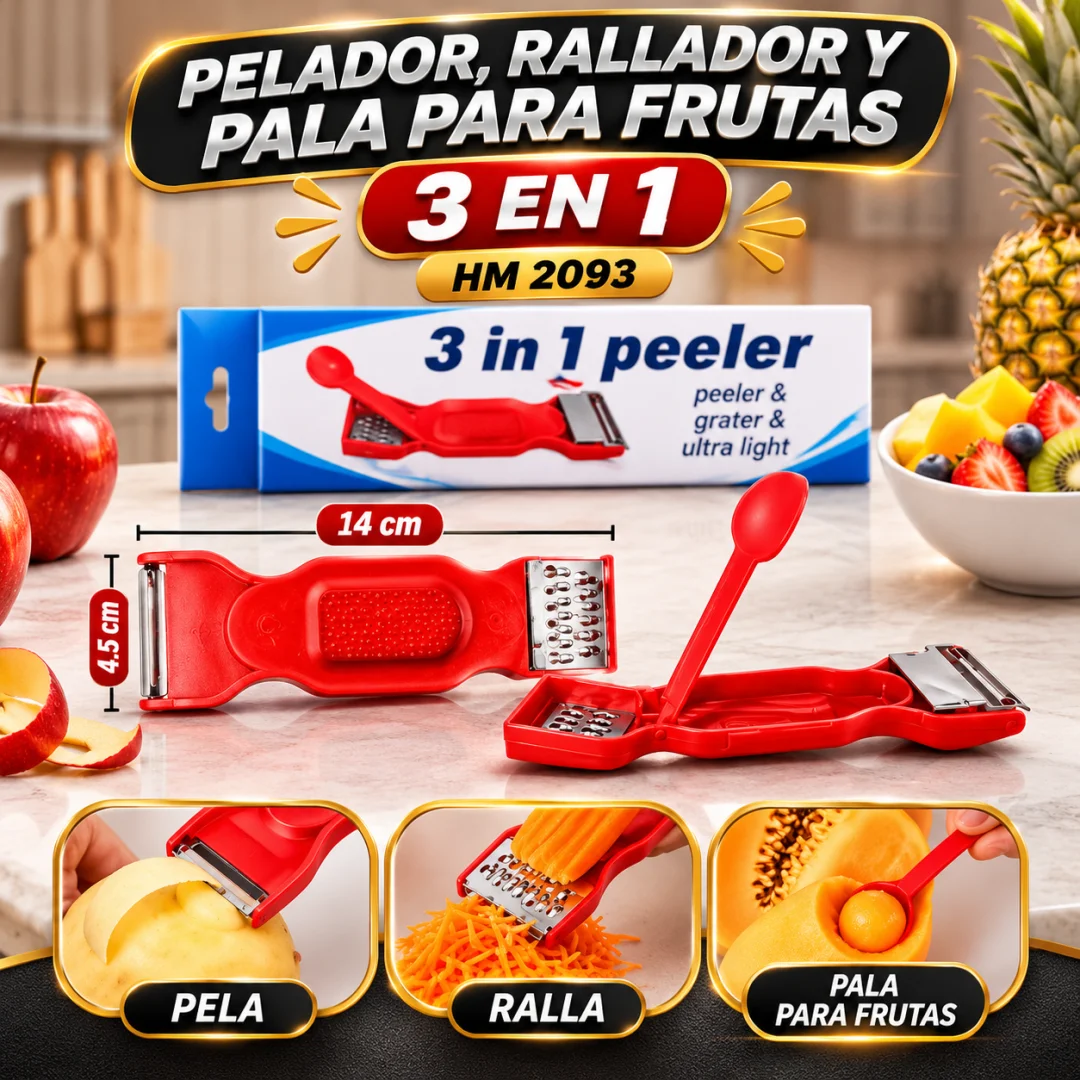 PELADOR, RALLADOR Y
PALA PARA FRUTAS
3 EN 1
HM 2093
3 in 1 peeler
peeler &
grater &
ultra light
14 cm
4.5 cm
PELA
RALLA
PALA
PARA FRUTAS